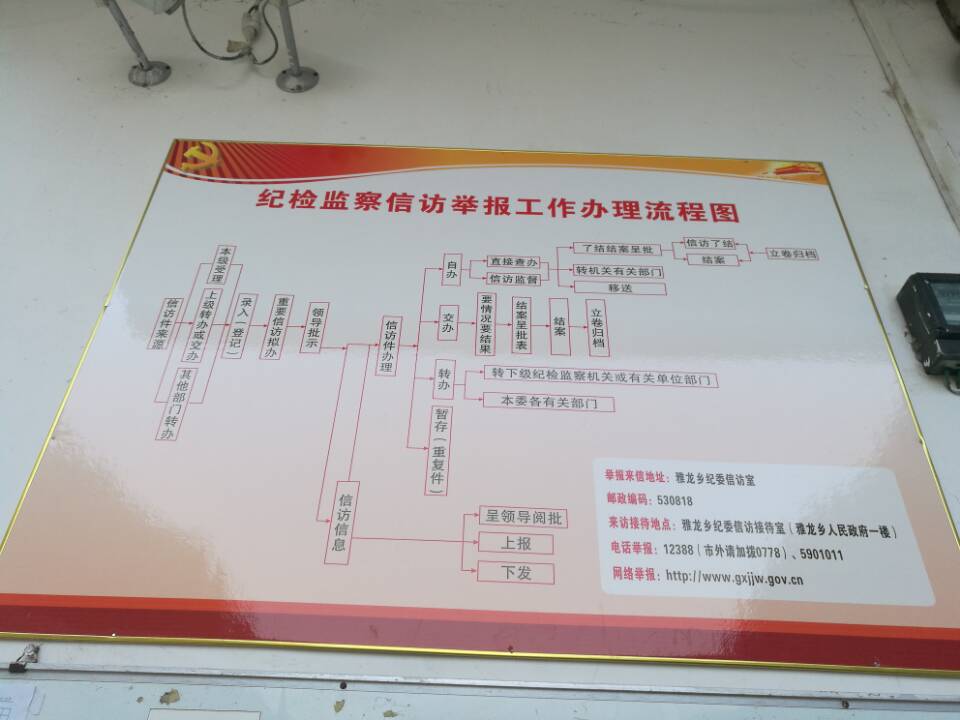 纪检监察信访举报工作办理流程图
信访件来源
本级受理
上级转办或交办
其他部门转办
录入（登记）
重要信访拟办
领导批示
信访件办理
自办
直接查办
信访监督
了结结案呈批
转机关有关部门
移送
信访了结
结案
立卷归档
交办
要情况要结果
结案呈批表
结案
立卷归档
转办
转下级纪检监察机关或有关单位部门
本委各有关部门
暂存（重复件）
信访信息
呈领导阅批
上报
下发
举报来信地址：雅龙乡纪委信访室
邮政编码：530818
来访接待地点：雅龙乡纪委信访接待室（雅龙乡人民政府一楼）
电话举报：12388（市外请加拨0778）、5901011
网络举报：http://www.gxjjw.gov.cn